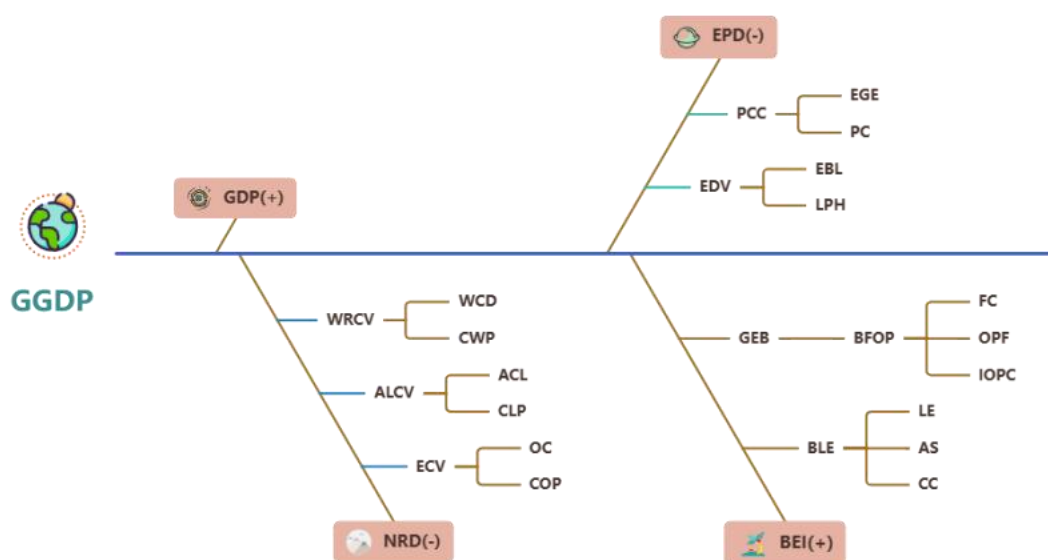 EPD(-)
EGE
PCC
PC
EBL
EDV
LPH
GDP(+)
GGDP
WCD
WRCV
CWP
ACL
ALCV
CLP
OC
ECV
COP
NRD(-)
FC
GEB
BFOP
OPF
IOPC
LE
BLE
AS
CC
BEI(+)